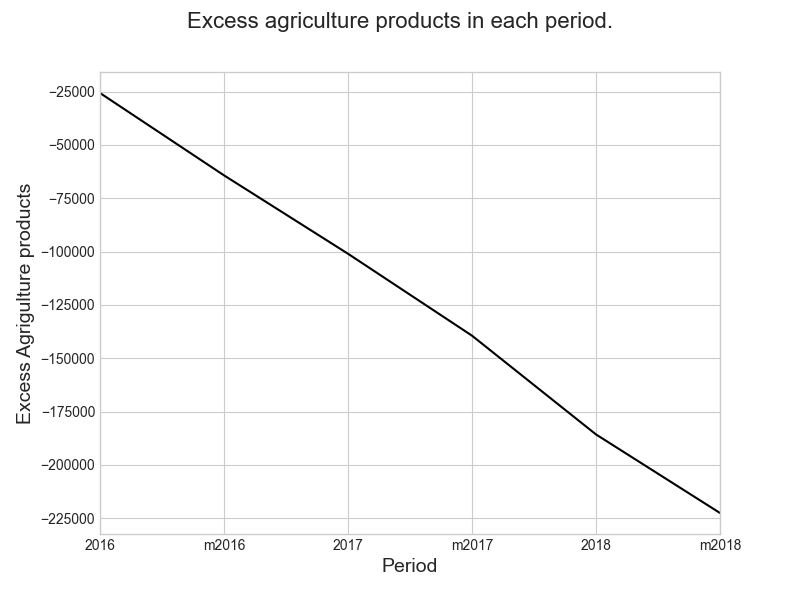 Excess agriculture products in each period.
Excess Agrigulture products
−25000
−50000
−75000
−100000
−125000
−150000
−175000
−200000
−225000
2016 m2016 2017 m2017 2018 m2018
Period